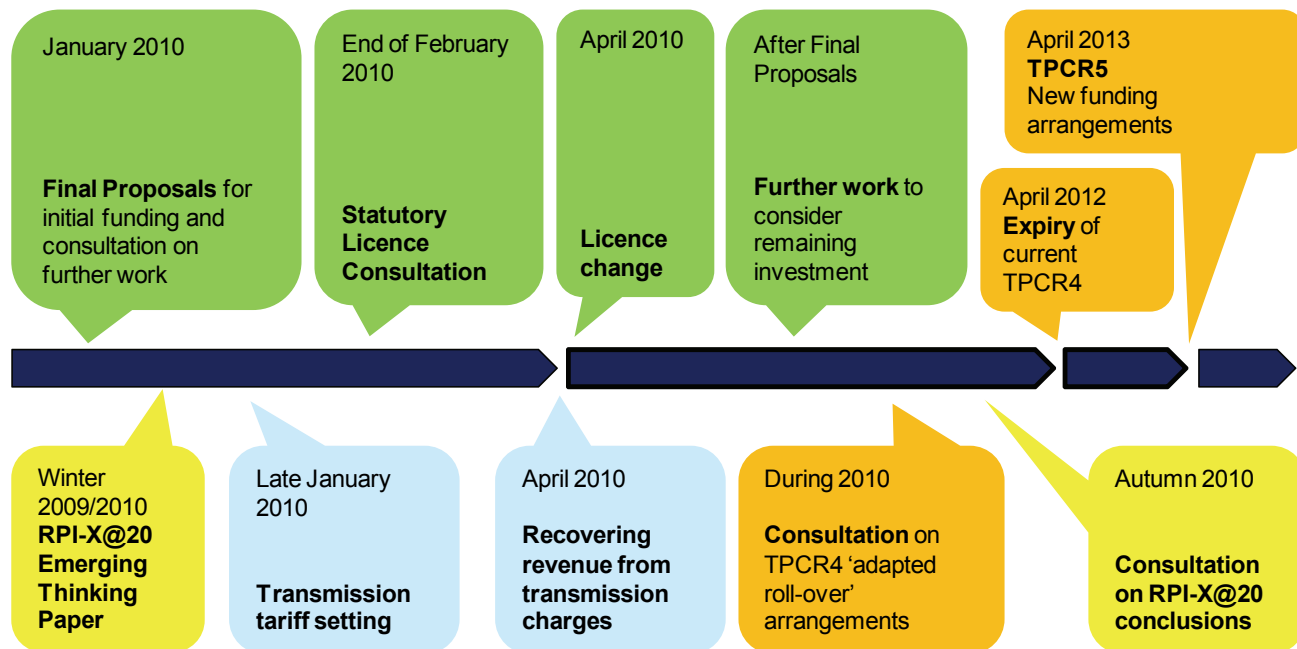 January 2010
Final Proposals for
initial funding and
consultation on
further work
End of February
2010
Statutory
Licence
Consultation
April 2010
Licence
change
After Final
Proposals
Further work to
consider
remaining
investment
April 2013
TPCR5
New funding
arrangements
April 2012
Expiry of
current
TPCR4
Winter
2009/2010
RPI-X@20
Emerging
Thinking
Paper
Late January
2010
Transmission
tariff setting
April 2010
Recovering
revenue from
transmission
charges
During 2010
Consultation on
TPCR4 ‘adapted
roll-over’
arrangements
Autumn 2010
Consultation
on RPI-X@20
conclusions